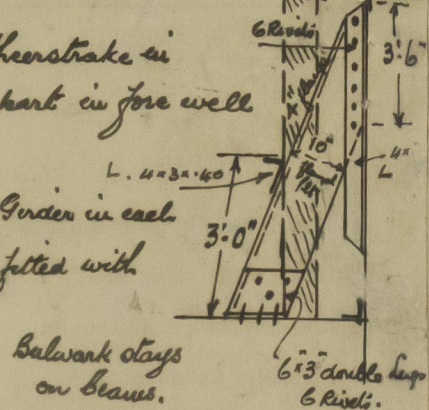 heerstrake in
part in fore well
Girder in each
fitted with
Bulwark stays
on beams.
6 Rivets
3'-6"
10"
L. 4×3×.40
4×
L
3'-0"
6"×3" double lugs
6 Rivets.